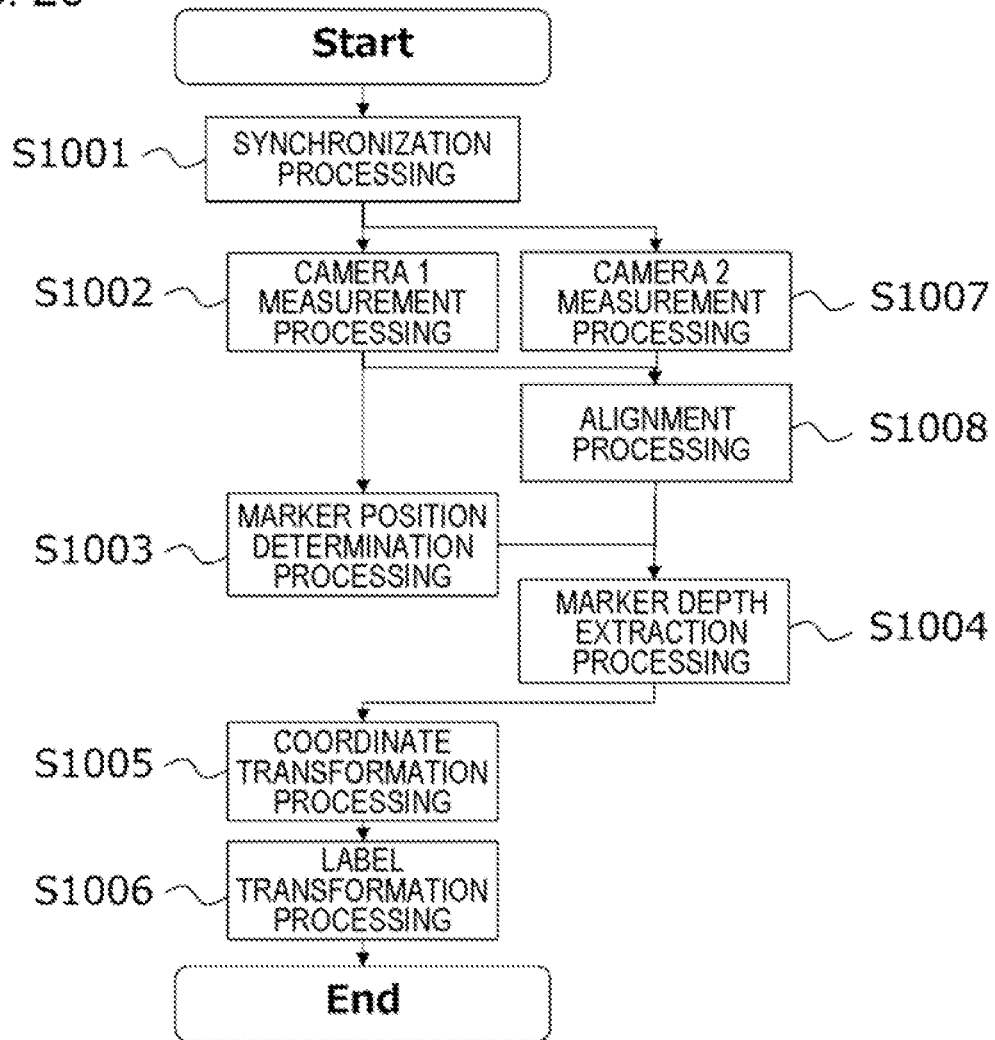 Start
S1001
SYNCHRONIZATION
PROCESSING
S1002
CAMERA 1
MEASUREMENT
PROCESSING
CAMERA 2
MEASUREMENT
PROCESSING
S1007
ALIGNMENT
PROCESSING
S1008
S1003
MARKER POSITION
DETERMINATION
PROCESSING
MARKER DEPTH
EXTRACTION
PROCESSING
S1004
S1005
COORDINATE
TRANSFORMATION
PROCESSING
S1006
LABEL
TRANSFORMATION
PROCESSING
End